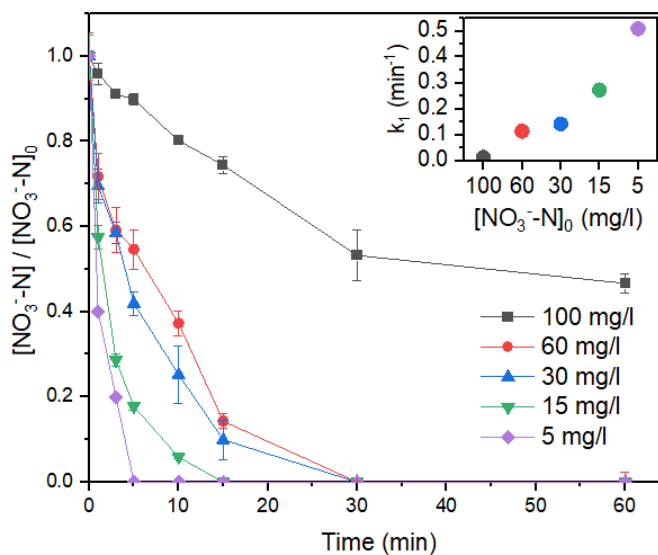 [NO₃⁻-N] / [NO₃⁻-N]₀
1.0
0.8
0.6
0.4
0.2
0.0
0 10 20 30 40 50 60
Time (min)
100 mg/l
60 mg/l
30 mg/l
15 mg/l
5 mg/l
k₁ (min⁻¹)
0.5
0.4
0.3
0.2
0.1
0.0
100 60 30 15 5
[NO₃⁻-N]₀ (mg/l)